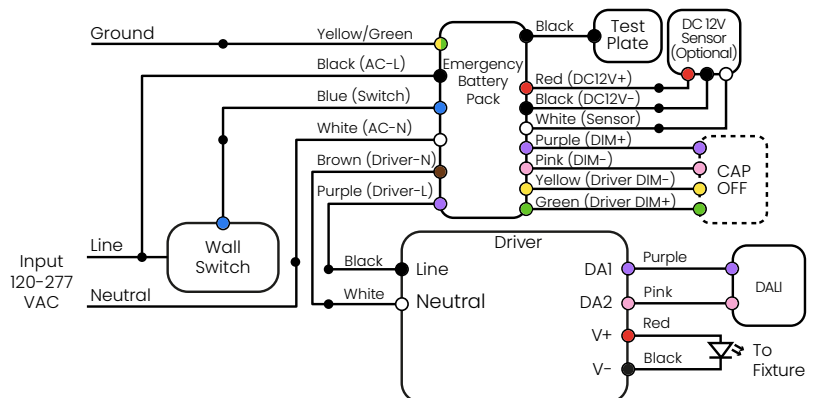 Ground
Yellow/Green
Black (AC-L)
Blue (Switch)
White (AC-N)
Brown (Driver-N)
Purple (Driver-L)
Emergency
Battery
Pack
Black
Test
Plate
DC 12V
Sensor
(Optional)
Red (DC12V+)
Black (DC12V-)
White (Sensor)
Purple (DIM+)
Pink (DIM-)
Yellow (Driver DIM-)
Green (Driver DIM+)
CAP
OFF
Input
120-277
VAC
Line
Neutral
Wall
Switch
Black
White
Driver
Line
Neutral
DA1
DA2
V+
V-
Purple
Pink
Red
Black
DALI
To
Fixture